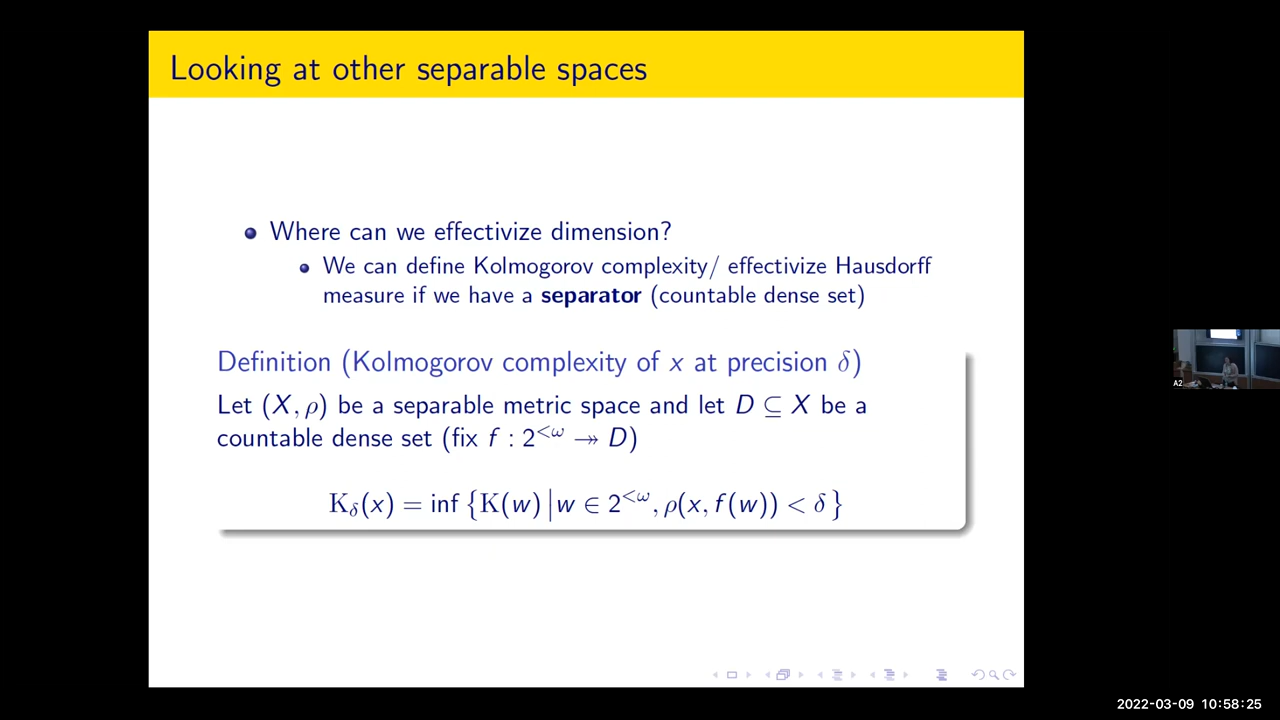 Looking at other separable spaces
Where can we effectivize dimension?
We can define Kolmogorov complexity/ effectivize Hausdorff
measure if we have a separator (countable dense set)
Definition (Kolmogorov complexity of x at precision δ)
Let (X, ρ) be a separable metric space and let D ⊆ X be a
countable dense set (fix f : 2^{<ω} ↠ D)
K_δ(x) = inf {K(w) | w ∈ 2^{<ω}, ρ(x, f(w)) < δ}
A2
2022-03-09 10:58:25